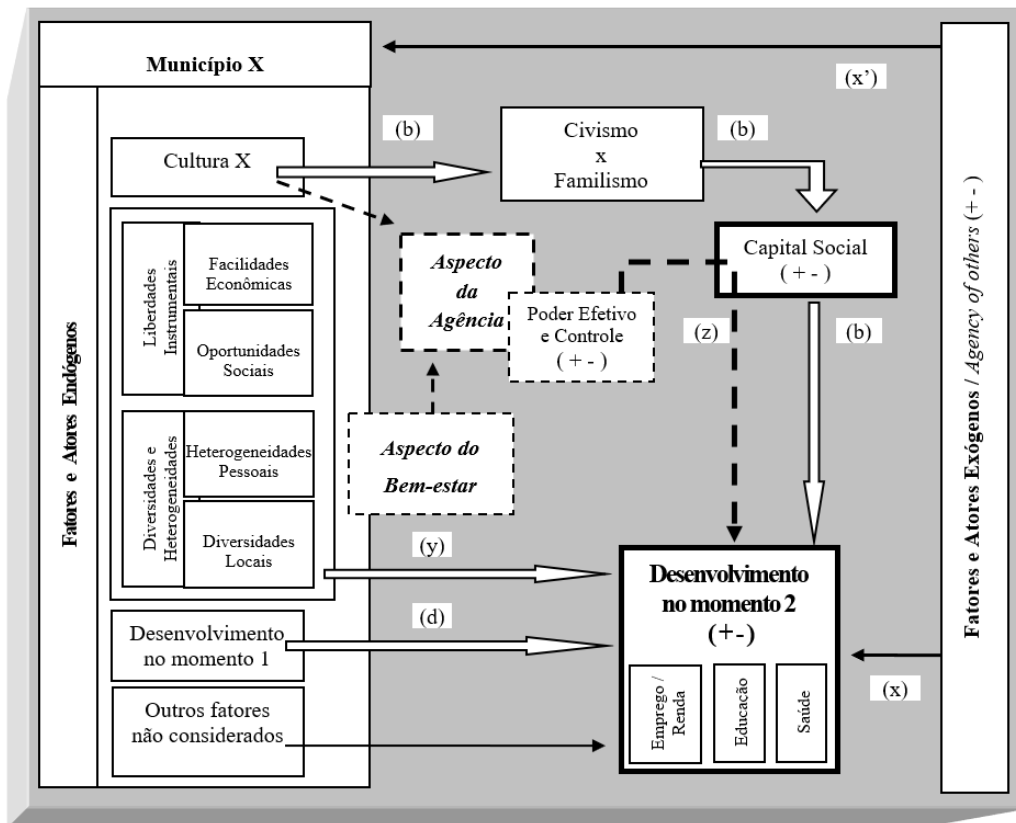 Município X
(x’)
Fatores e Atores Endógenos
Cultura X
(b)
Civismo
x
Familismo
(b)
Capital Social
( + - )
Liberdades
Instrumentais
Facilidades
Econômicas
Oportunidades
Sociais
Aspecto
da
Agência
Poder Efetivo
e Controle
( + - )
(z)
(b)
Diversidades e
Heterogeneidades
Heterogeneidades
Pessoais
Diversidades
Locais
Aspecto do
Bem-estar
(y)
Desenvolvimento
no momento 1
(d)
Outros fatores
não considerados
Desenvolvimento
no momento 2
(+-)
Emprego /
Renda
Educação
Saúde
(x)
Fatores e Atores Exógenos / Agency of others (+ - )